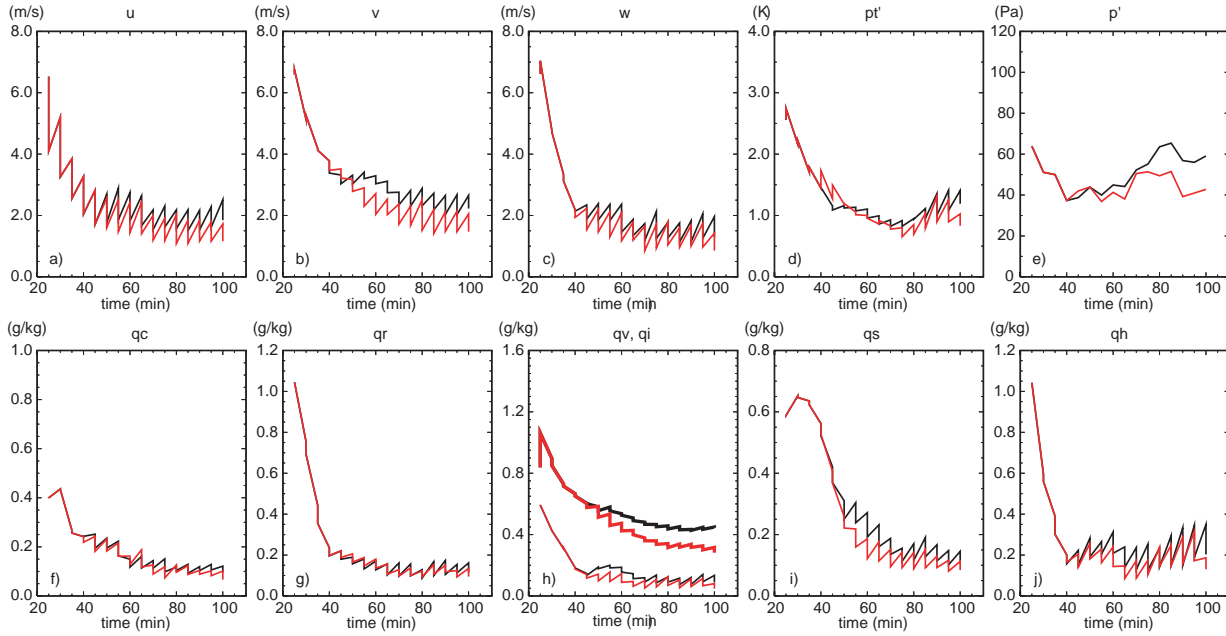 (m/s) u (m/s) v (m/s) w (K) pt' (Pa) p'
8.0 8.0 8.0 4.0 120
100
6.0 6.0 6.0 3.0
80
4.0 4.0 4.0 2.0 60
40
2.0 2.0 2.0 1.0
20
a) b) c) d) e)
0.0 0.0 0.0 0.0 0
20 40 60 80 100 20 40 60 80 100 20 40 60 80 100 20 40 60 80 100 20 40 60 80 100
time (min) time (min) time (min) time (min) time (min)
(g/kg) qc (g/kg) qr (g/kg) qv, qi (g/kg) qs (g/kg) qh
1.0 1.2 1.6 0.8 1.2
1.0 1.0
0.8 1.2
0.8 0.6 0.8
0.6
0.6 0.8 0.4 0.6
0.4
0.4 0.4
0.2 0.4 0.2
0.2 0.2
f) g) h) i) j)
0.0 0.0 0.0 0.0 0.0
20 40 60 80 100 20 40 60 80 100 20 40 60 80 100 20 40 60 80 100 20 40 60 80 100
time (min) time (min) time (min) time (min) time (min)